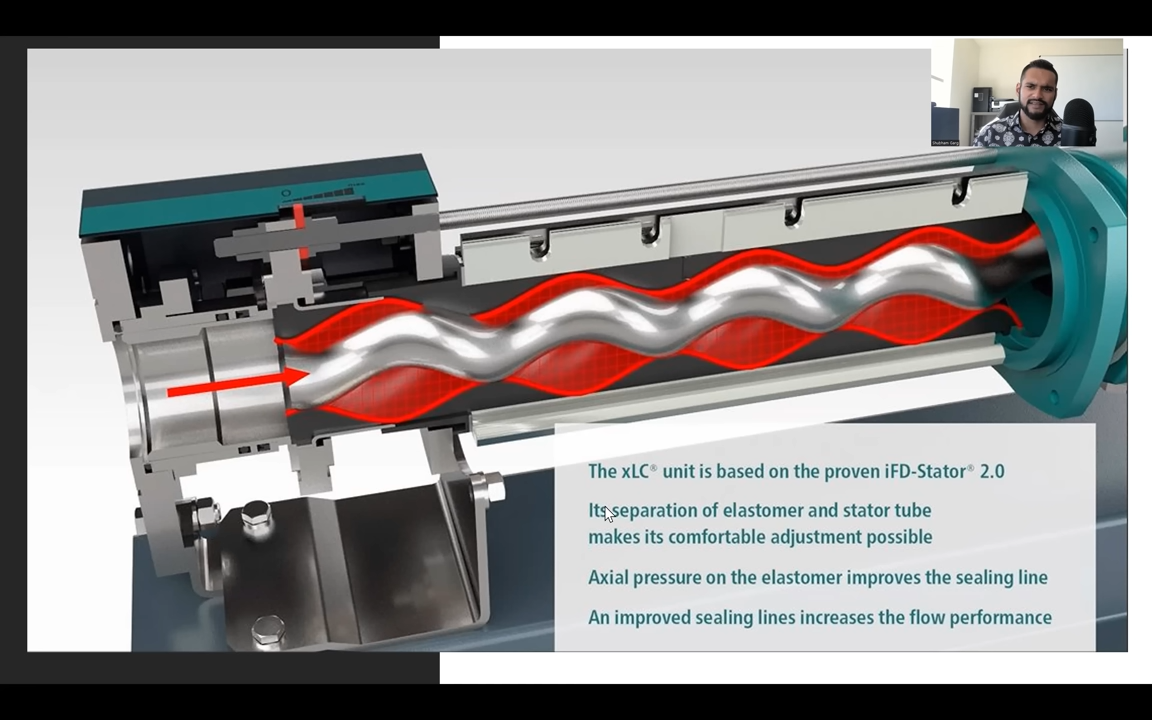 The xLC® unit is based on the proven iFD-Stator® 2.0
Its separation of elastomer and stator tube
makes its comfortable adjustment possible
Axial pressure on the elastomer improves the sealing line
An improved sealing lines increases the flow performance